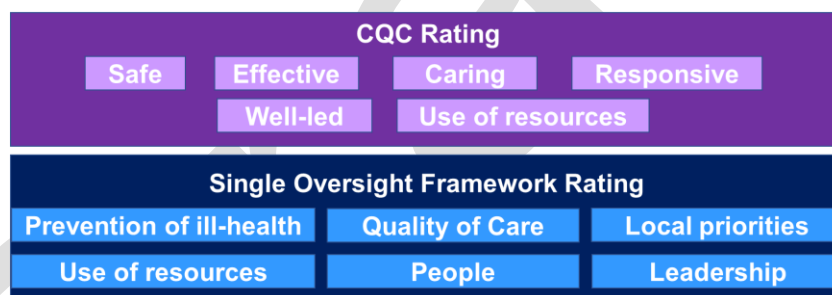 CQC Rating
Safe Effective Caring Responsive
Well-led Use of resources
Single Oversight Framework Rating
Prevention of ill-health Quality of Care Local priorities
Use of resources People Leadership